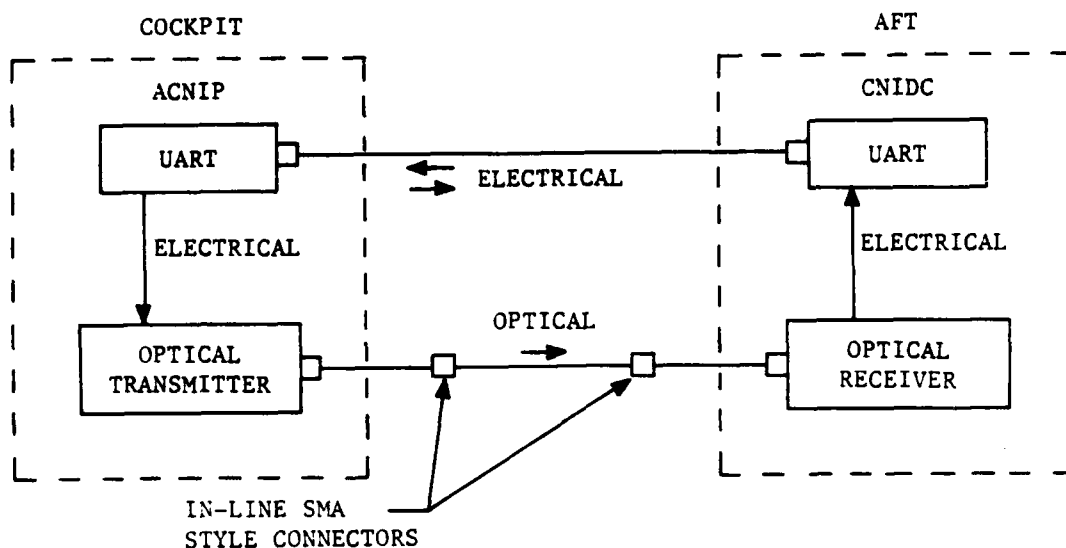 COCKPIT
AFT
ACNIP
CNIDC
UART
UART
ELECTRICAL
ELECTRICAL
ELECTRICAL
OPTICAL
OPTICAL
TRANSMITTER
OPTICAL
RECEIVER
IN-LINE SMA
STYLE CONNECTORS